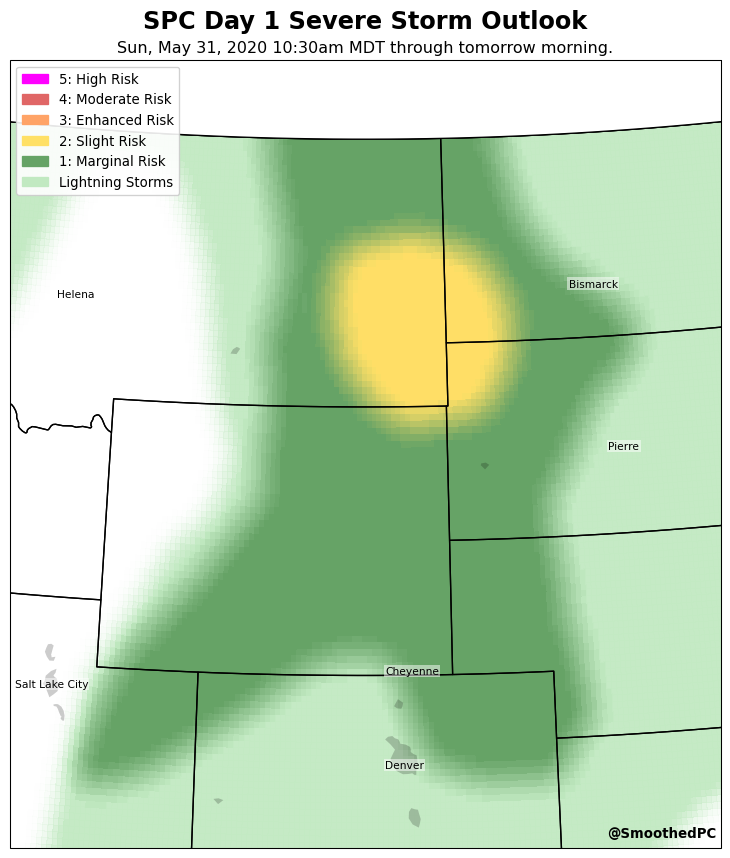 SPC Day 1 Severe Storm Outlook
Sun, May 31, 2020 10:30am MDT through tomorrow morning.
5: High Risk
4: Moderate Risk
3: Enhanced Risk
2: Slight Risk
1: Marginal Risk
Lightning Storms
Bismarck
Helena
Pierre
Cheyenne
Salt Lake City
Denver
@SmoothedPC